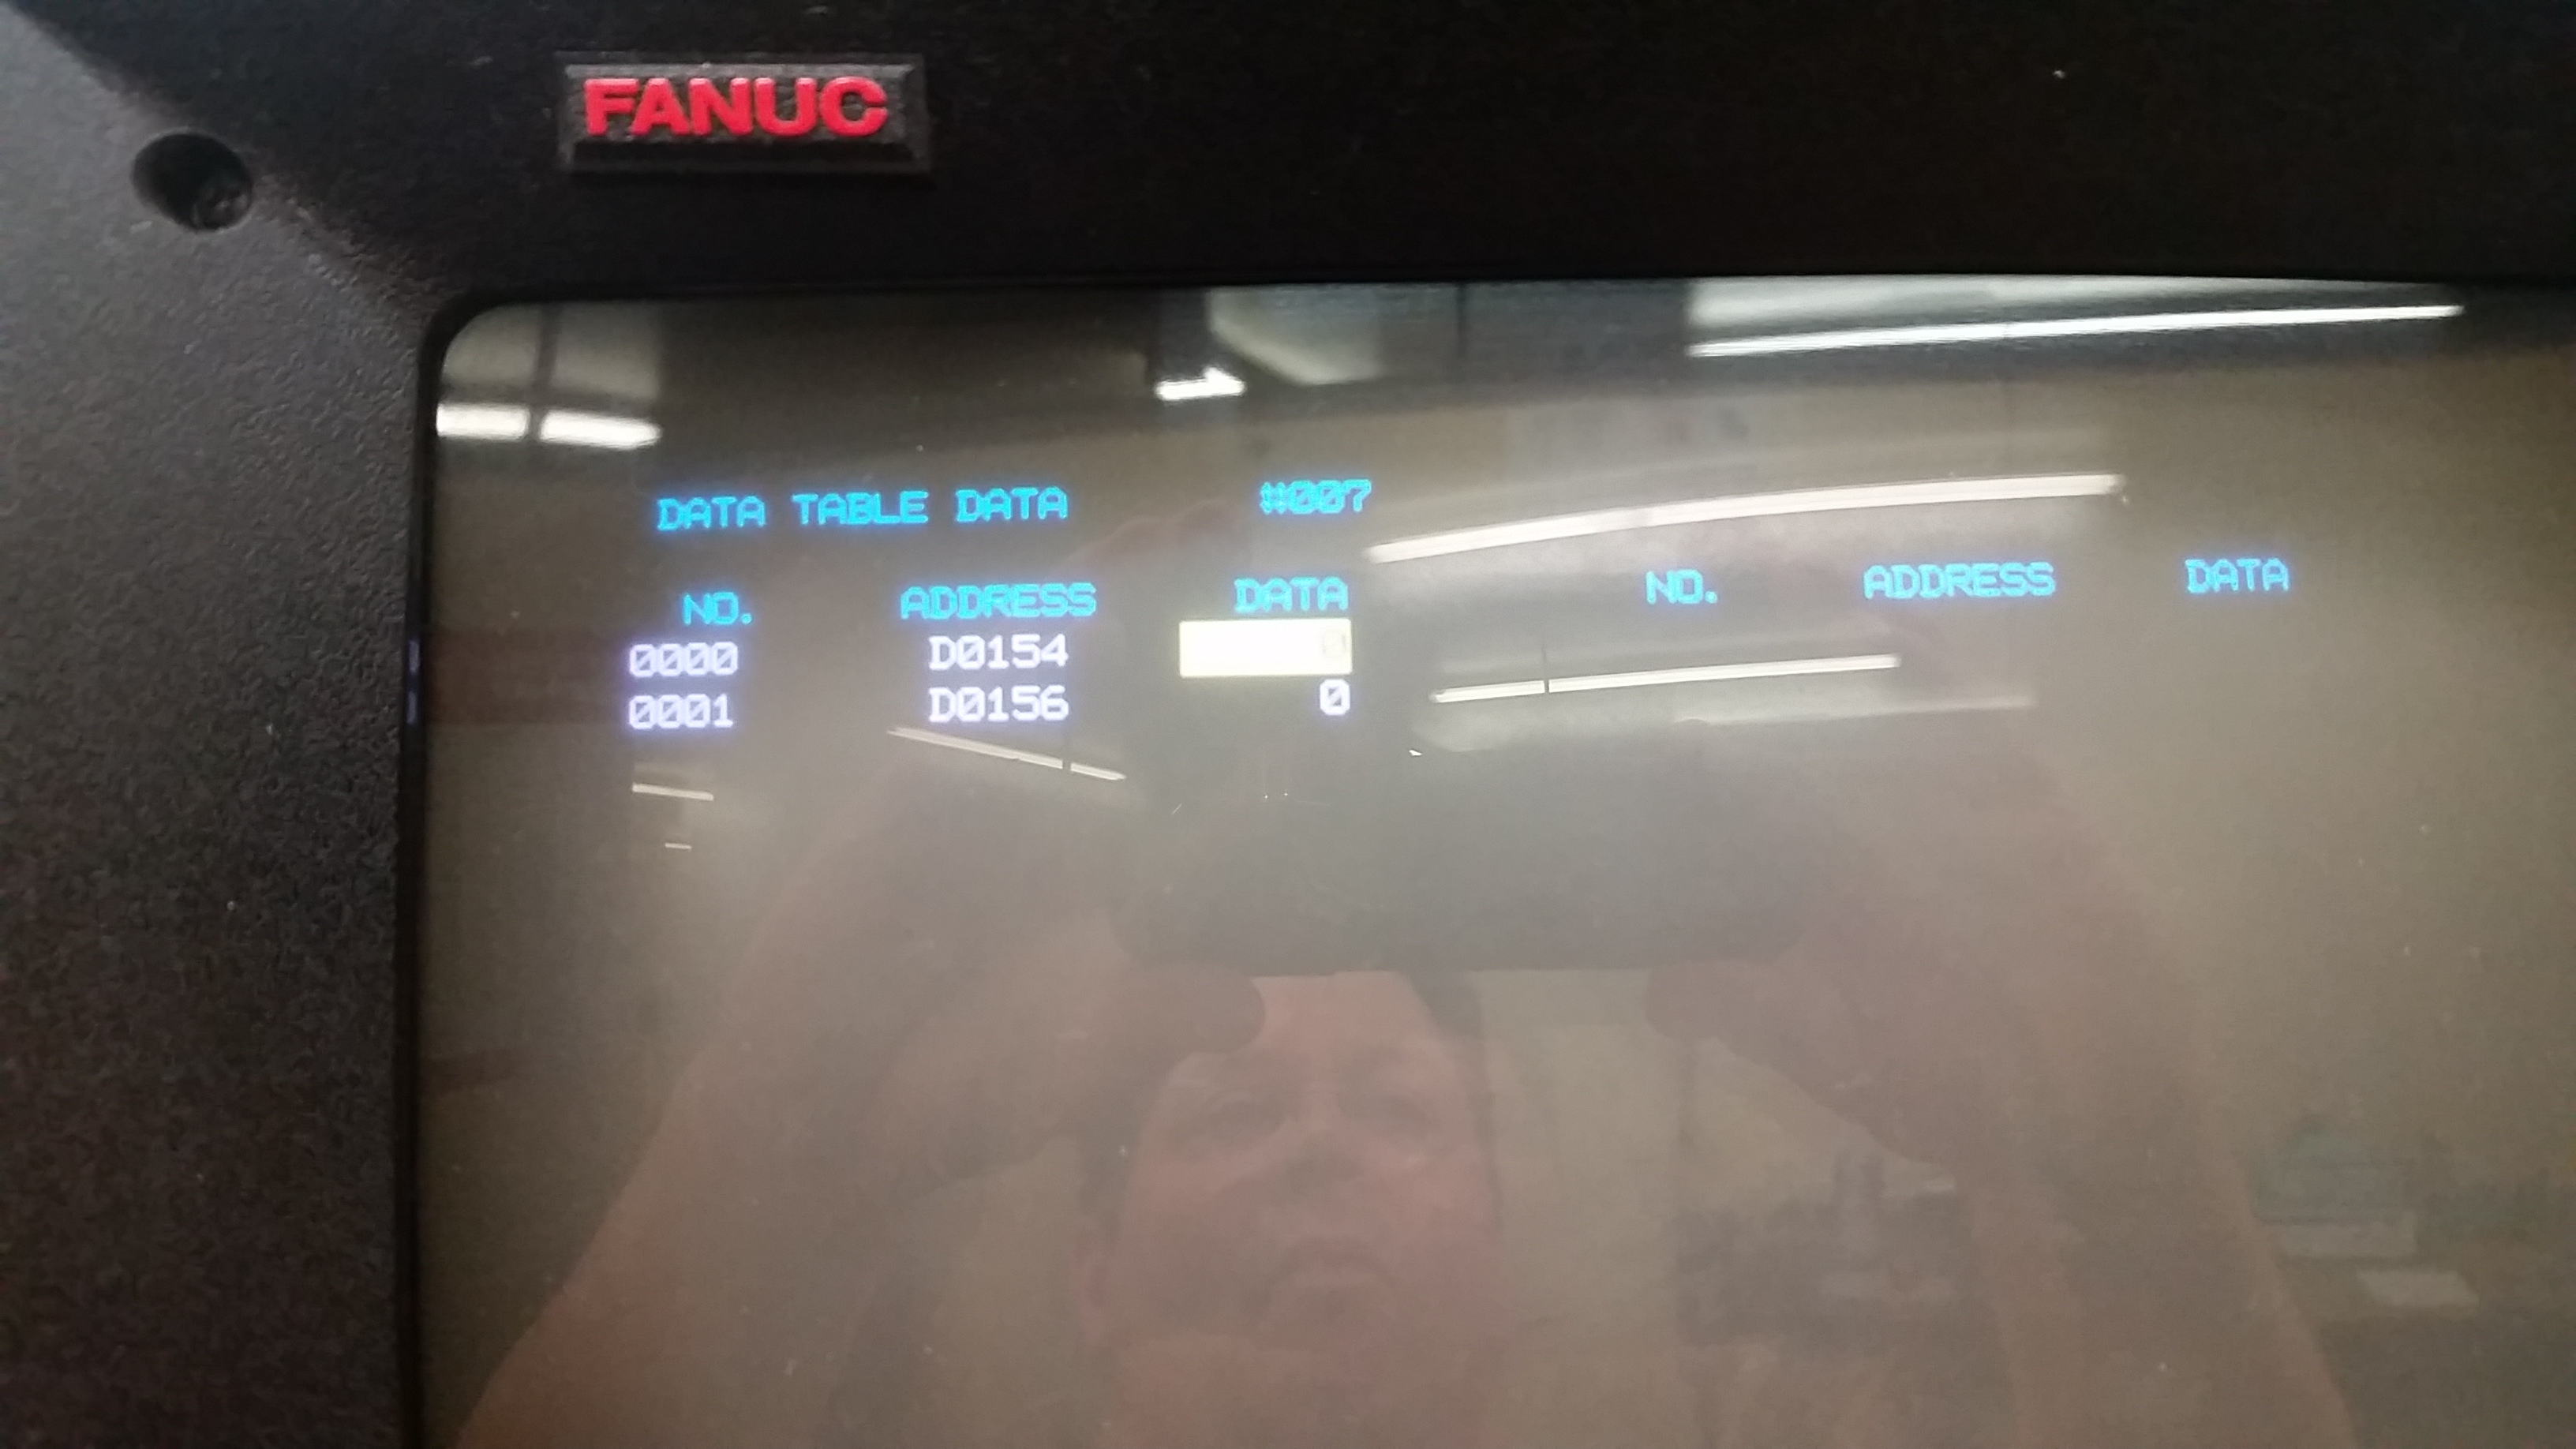 FANUC
DATA TABLE DATA #007
NO. ADDRESS DATA NO. ADDRESS DATA
0000 D0154 0
0001 D0156 0